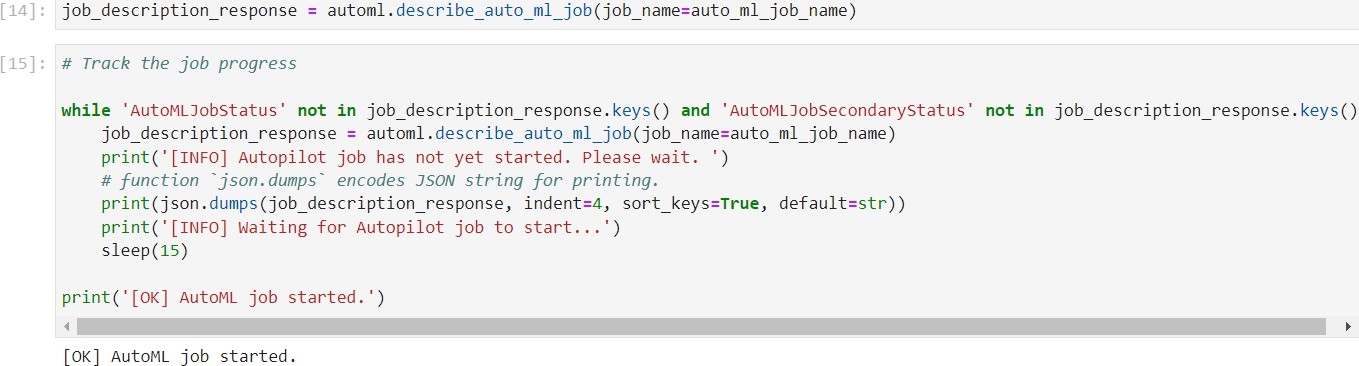 [14]: job_description_response = automl.describe_auto_ml_job(job_name=auto_ml_job_name)
[15]: # Track the job progress
while 'AutoMLJobStatus' not in job_description_response.keys() and 'AutoMLJobSecondaryStatus' not in job_description_response.keys()
    job_description_response = automl.describe_auto_ml_job(job_name=auto_ml_job_name)
    print('[INFO] Autopilot job has not yet started. Please wait. ')
    # function `json.dumps` encodes JSON string for printing.
    print(json.dumps(job_description_response, indent=4, sort_keys=True, default=str))
    print('[INFO] Waiting for Autopilot job to start...')
    sleep(15)
print('[OK] AutoML job started.')
[OK] AutoML job started.